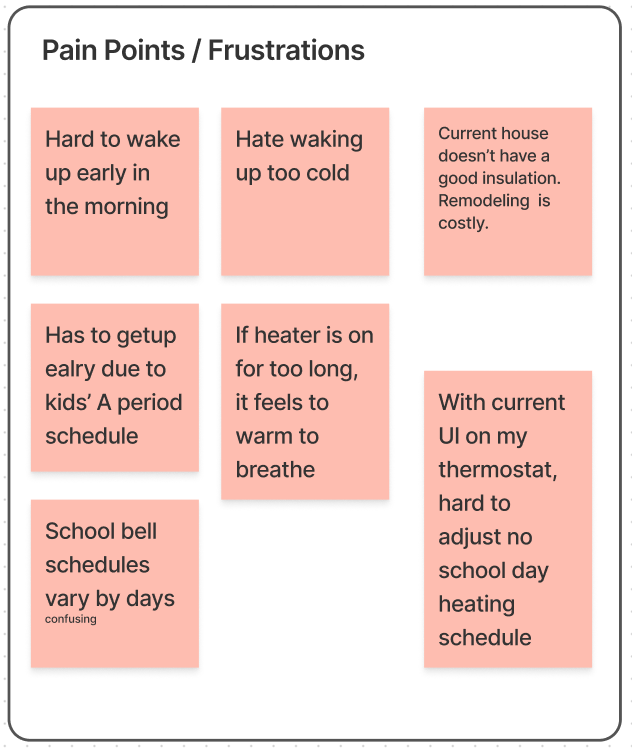 Pain Points / Frustrations
Hard to wake
up early in
the morning
Hate waking
up too cold
Current house
doesn’t have a
good insulation.
Remodeling  is
costly.
Has to getup
ealry due to
kids’ A period
schedule
If heater is on
for too long,
it feels to
warm to
breathe
With current
UI on my
thermostat,
hard to
adjust no
school day
heating
schedule
School bell
schedules
vary by days
confusing